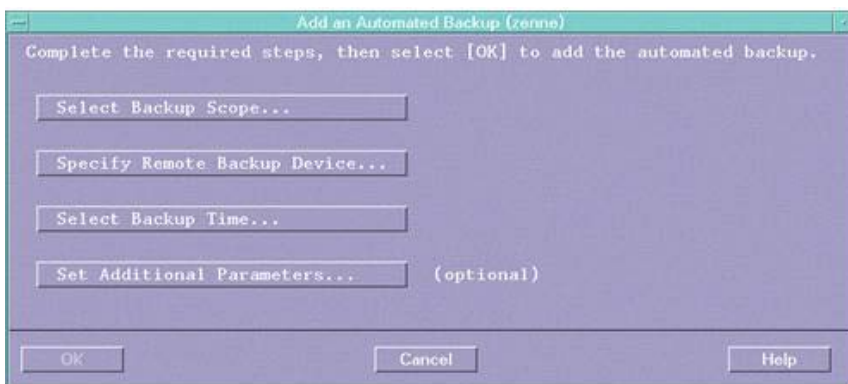 Add an Automated Backup (zenne)
Complete the required steps, then select [OK] to add the automated backup.
Select Backup Scope...
Specify Remote Backup Device...
Select Backup Time...
Set Additional Parameters... (optional)
OK Cancel Help